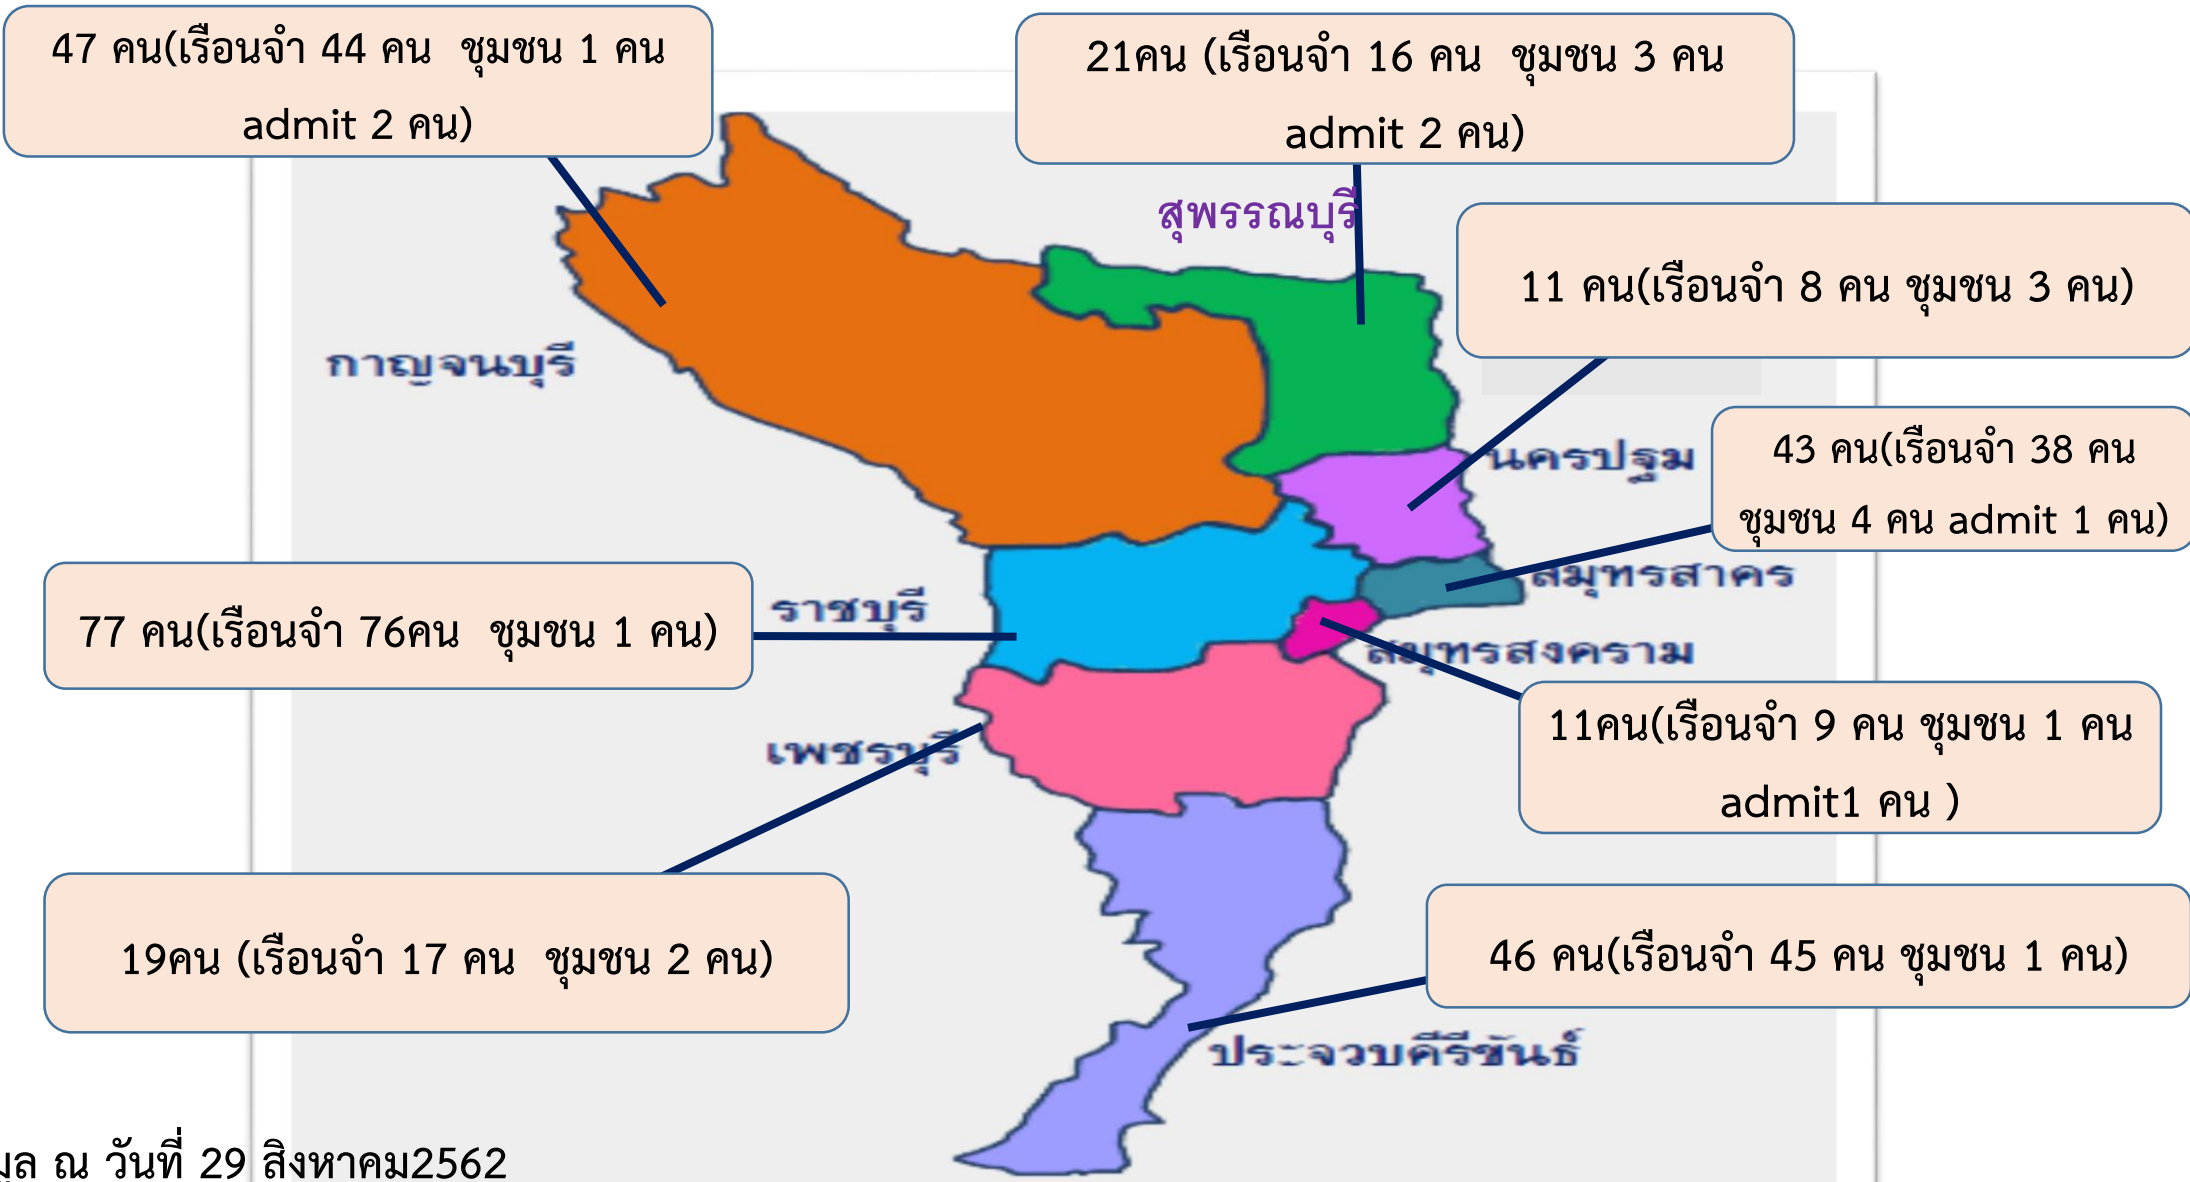 47 คน(เรือนจำ 44 คน ชุมชน 1 คน
admit 2 คน)
21คน (เรือนจำ 16 คน ชุมชน 3 คน
admit 2 คน)
สุพรรณบุรี
11 คน(เรือนจำ 8 คน ชุมชน 3 คน)
กาญจนบุรี
นครปฐม
43 คน(เรือนจำ 38 คน
ชุมชน 4 คน admit 1 คน)
สมุทรสาคร
ราชบุรี
77 คน(เรือนจำ 76คน ชุมชน 1 คน)
สมุทรสงคราม
11คน(เรือนจำ 9 คน ชุมชน 1 คน
admit1 คน )
เพชรบุรี
19คน (เรือนจำ 17 คน ชุมชน 2 คน)
46 คน(เรือนจำ 45 คน ชุมชน 1 คน)
ประจวบคีรีขันธ์
ณ วันที่ 29 สิงหาคม2562